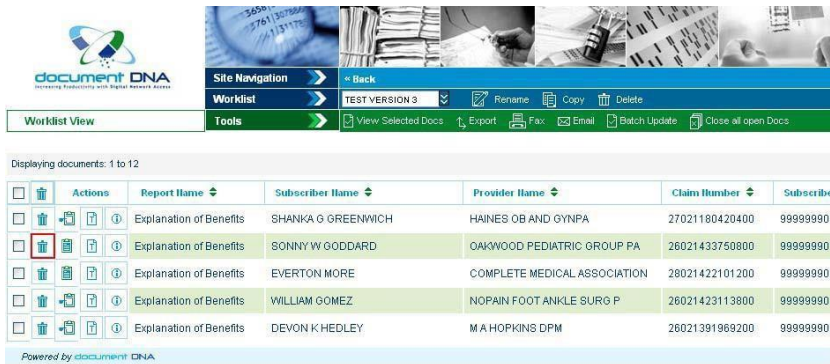 document DNA
Increasing Productivity with Digital Network Access
Site Navigation
« Back
Worklist
TEST VERSION 3
Rename
Copy
Delete
Worklist View
Tools
View Selected Docs
Export
Fax
Email
Batch Update
Close all open Docs
Displaying documents: 1 to 12
Actions Report Name Subscriber Name Provider Name Claim Number Subscribe
Explanation of Benefits SHANKA G GREENWICH HAINES OB AND GYNPA 27021180420400 99999990
Explanation of Benefits SONNY W GODDARD OAKWOOD PEDIATRIC GROUP PA 26021433750800 99999990
Explanation of Benefits EVERTON MORE COMPLETE MEDICAL ASSOCIATION 28021422101200 99999990
Explanation of Benefits WILLIAM GOMEZ NOPAIN FOOT ANKLE SURG P 26021423113800 99999990
Explanation of Benefits DEVON K HEDLEY M A HOPKINS DPM 26021391969200 99999990
Powered by document DNA